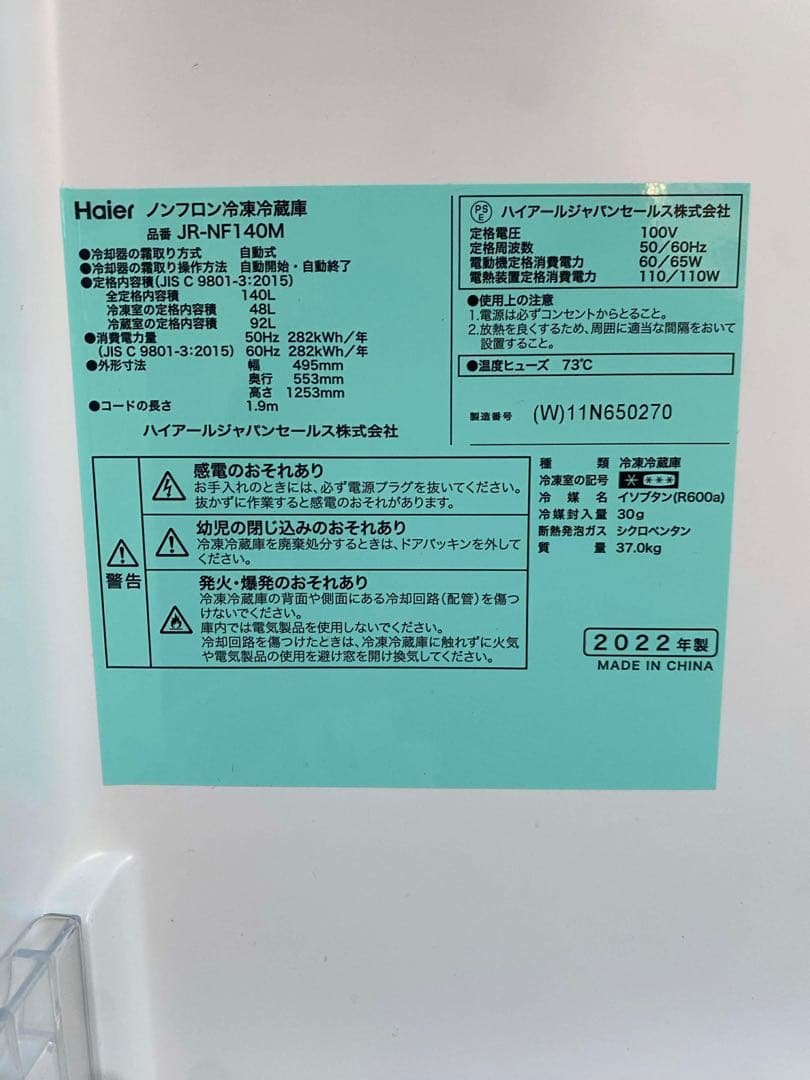 Haier ノンフロン冷凍冷蔵庫
品番 JR-NF140M
●冷却器の霜取り方式 自動式
●冷却器の霜取り操作方法 自動開始・自動終了
●定格内容積(JIS C 9801-3:2015)
全定格内容積 140L
冷凍室の定格内容積 48L
冷蔵室の定格内容積 92L
●消費電力量 50Hz 282kWh/年
(JIS C 9801-3:2015) 60Hz 282kWh/年
●外形寸法 幅 495mm
奥行 553mm
高さ 1253mm
●コードの長さ 1.9m
ハイアールジャパンセールス株式会社
PS E ハイアールジャパンセールス株式会社
定格電圧 100V
定格周波数 50/60Hz
電動機定格消費電力 60/65W
電熱装置定格消費電力 110/110W
●使用上の注意
1.電源は必ずコンセントからとること。
2.放熱を良くするため、周囲に適当な間隔をおいて
設置すること。
●温度ヒューズ 73℃
製造番号 (W)11N650270
警告
感電のおそれあり
お手入れのときには、必ず電源プラグを抜いてください。
抜かずに作業すると感電のおそれがあります。
幼児の閉じ込みのおそれあり
冷凍冷蔵庫を廃棄処分するときは、ドアパッキンを外して
ください。
発火・爆発のおそれあり
冷凍冷蔵庫の背面や側面にある冷却回路(配管)を傷つ
けないでください。
庫内では電気製品を使用しないでください。
冷却回路を傷つけたときは、冷凍冷蔵庫に触れずに火気
や電気製品の使用を避け窓を開け換気してください。
種類 冷凍冷蔵庫
冷凍室の記号
冷媒名 イソブタン(R600a)
冷媒封入量 30g
断熱発泡ガス シクロペンタン
質量 37.0kg
2022年製
MADE IN CHINA